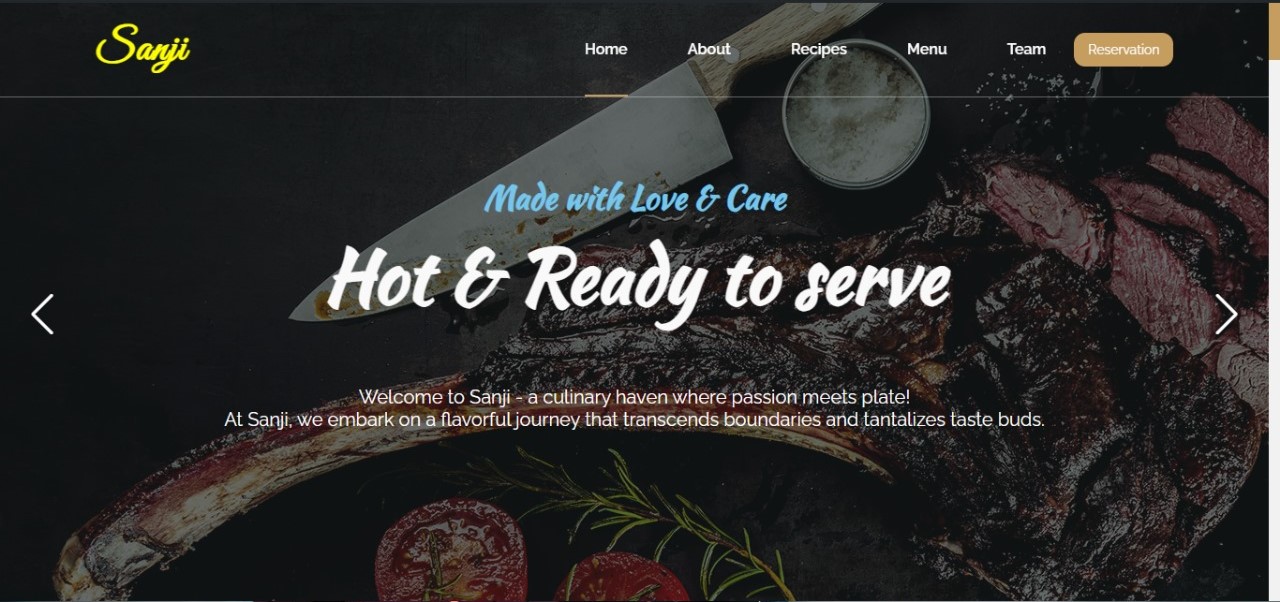 Sanji
Home About Recipes Menu Team Reservation
Made with Love & Care
Hot & Ready to serve
Welcome to Sanji - a culinary haven where passion meets plate!
At Sanji, we embark on a flavorful journey that transcends boundaries and tantalizes taste buds.